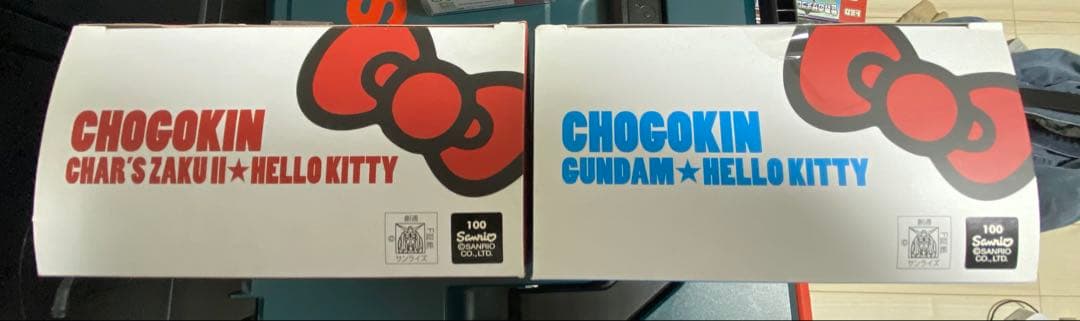 CHOGOKIN
CHAR'S ZAKU II★HELLO KITTY
創通
サンライズ
100
Sanrio
©SANRIO
CO.,LTD.
CHOGOKIN
GUNDAM★HELLO KITTY
創通
サンライズ
100
Sanrio
©SANRIO
CO.,LTD.